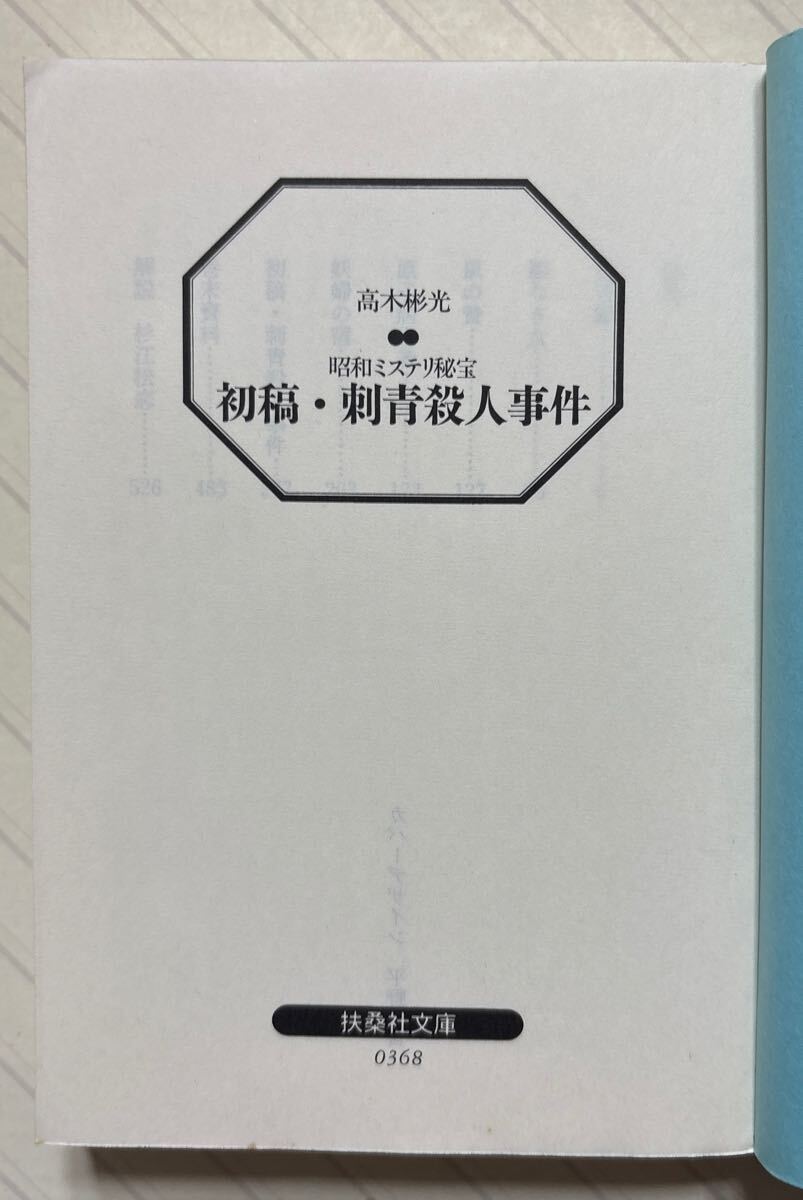 高木彬光
昭和ミステリ秘宝
初稿・刺青殺人事件
扶桑社文庫
0368